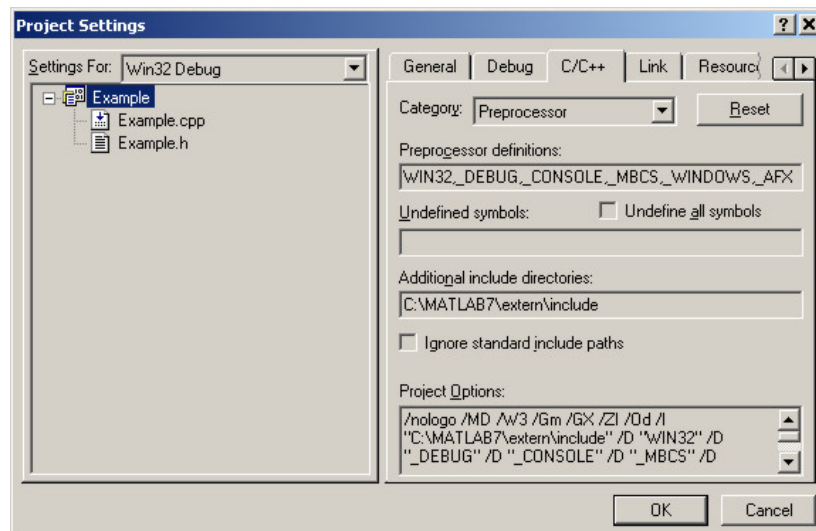 Project Settings
Settings For: Win32 Debug
Example
Example.cpp
Example.h
General Debug C/C++ Link
Category: Preprocessor Reset
Preprocessor definitions:
WIN32,_DEBUG,_CONSOLE,_MBCS,_WINDOWS,_AFX
Undefined symbols: Undefine all symbols
Additional include directories:
C:\MATLAB7\extern\include
Ignore standard include paths
Project Options:
/nologo /MD /W3 /Gm /GX /ZI /Od /I
"C:\MATLAB7\extern\include" /D "WIN32" /D
"_DEBUG" /D "_CONSOLE" /D "_MBCS" /D
OK Cancel